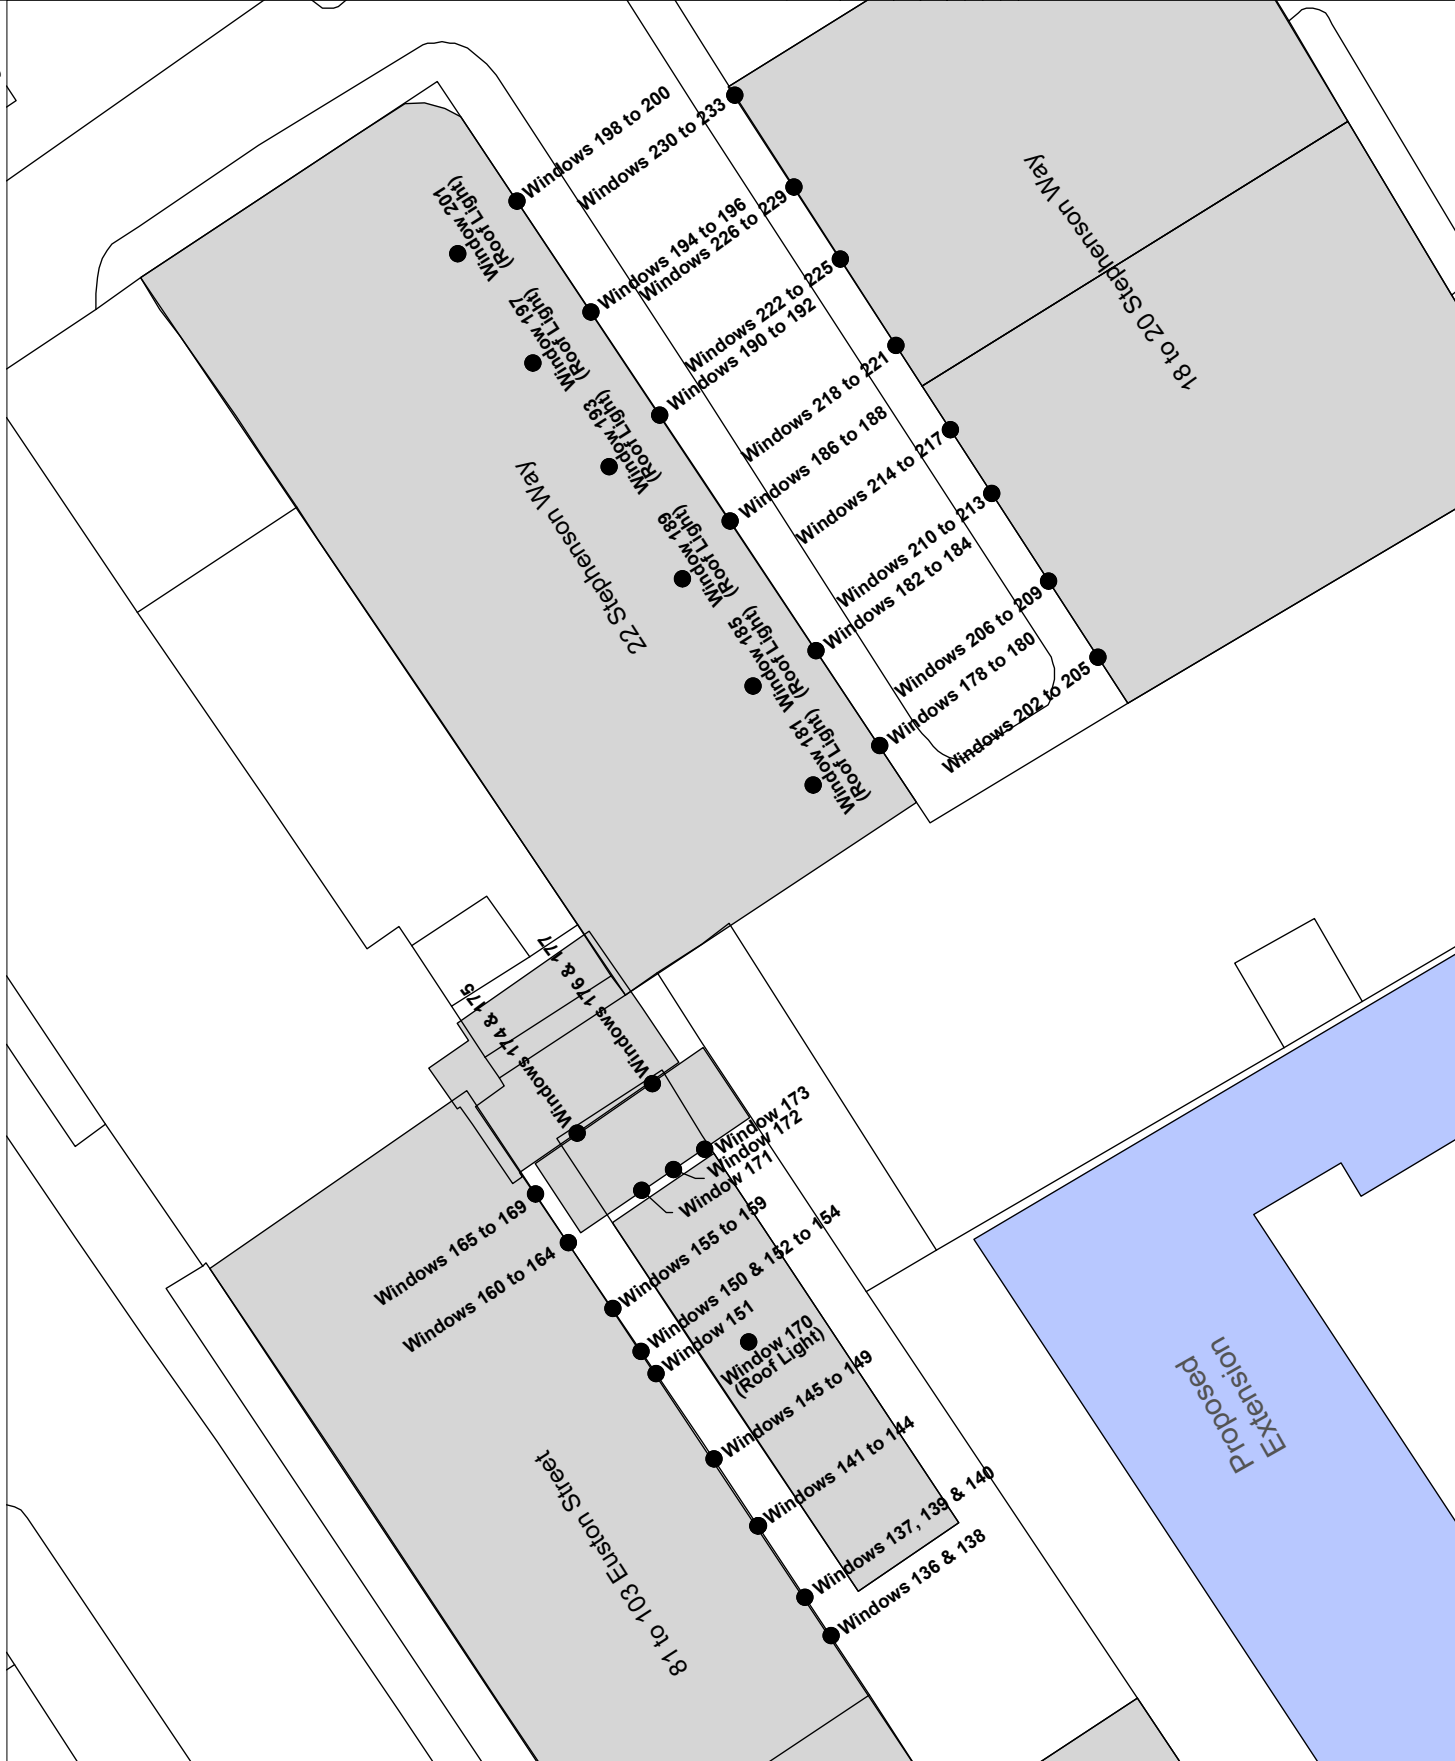 Windows 198 to 200
Windows 230 to 233
Window 201
(Roof Light)
Windows 194 to 196
Windows 226 to 229
18 to 20 Stephenson Way
Window 197
(Roof Light)
Windows 222 to 225
Windows 190 to 192
Window 193
(Roof Light)
Windows 218 to 221
Windows 186 to 188
22 Stephenson Way
Windows 214 to 217
Window 189
(Roof Light)
Windows 210 to 213
Windows 182 to 184
Window 185
(Roof Light)
Windows 206 to 209
Windows 178 to 180
Windows 202 to 205
Window 181
(Roof Light)
Windows 176 & 177
Windows 174 & 175
Window 173
Window 172
Window 171
Windows 165 to 169
Windows 160 to 164
Windows 155 to 159
Windows 150 & 152 to 154
Window 151
Window 170
(Roof Light)
Windows 145 to 149
Proposed
Extension
Windows 141 to 144
81 to 103 Euston Street
Windows 137, 139 & 140
Windows 136 & 138